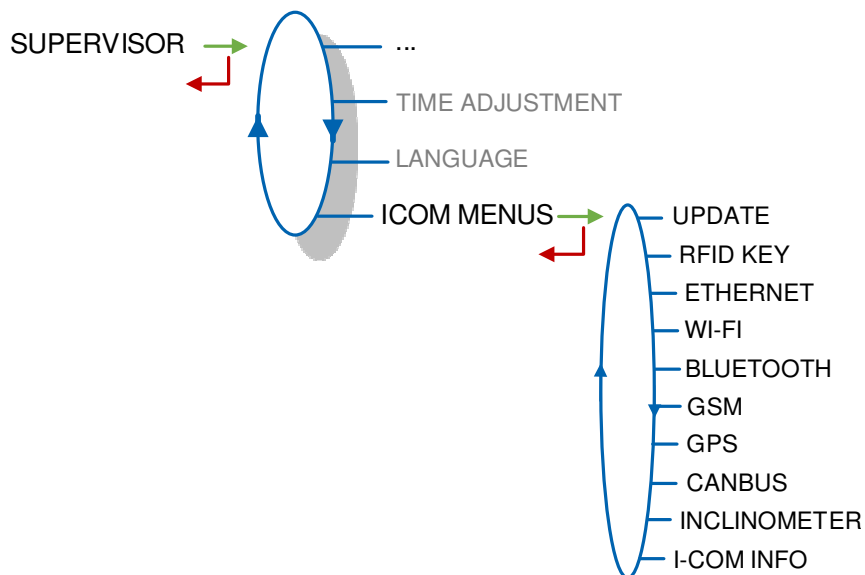 SUPERVISOR
...
TIME ADJUSTMENT
LANGUAGE
ICOM MENUS
UPDATE
RFID KEY
ETHERNET
WI-FI
BLUETOOTH
GSM
GPS
CANBUS
INCLINOMETER
I-COM INFO